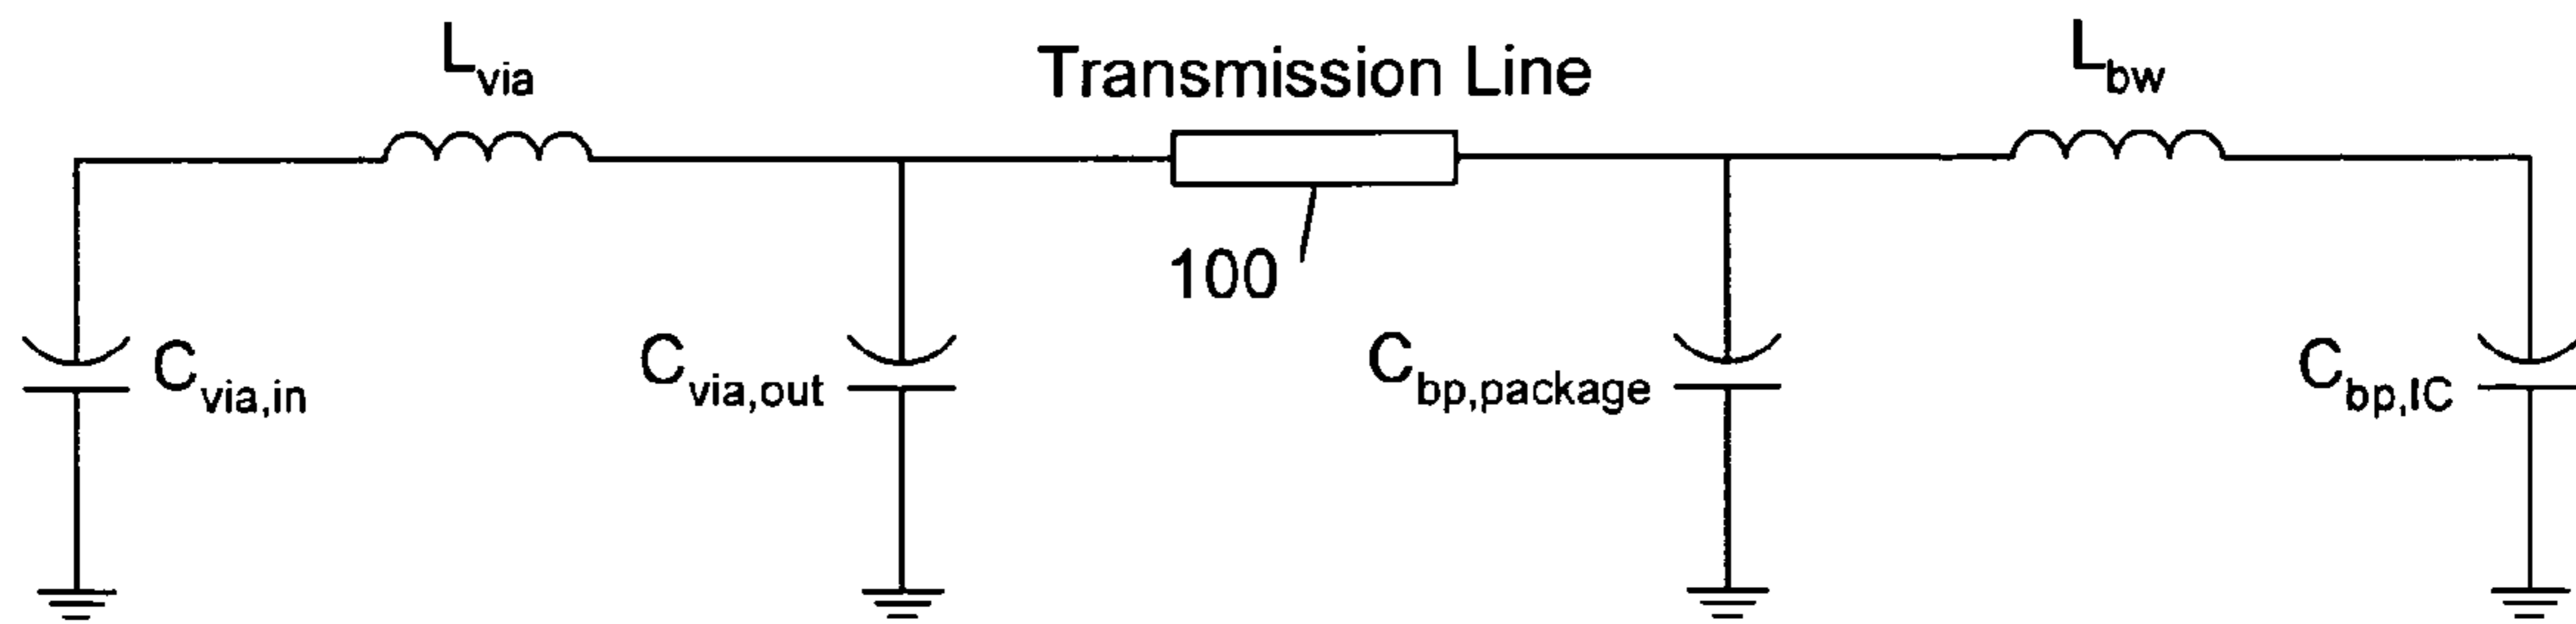 L_via
Transmission Line
L_bw
100
C_via,in
C_via,out
C_bp,package
C_bp,IC